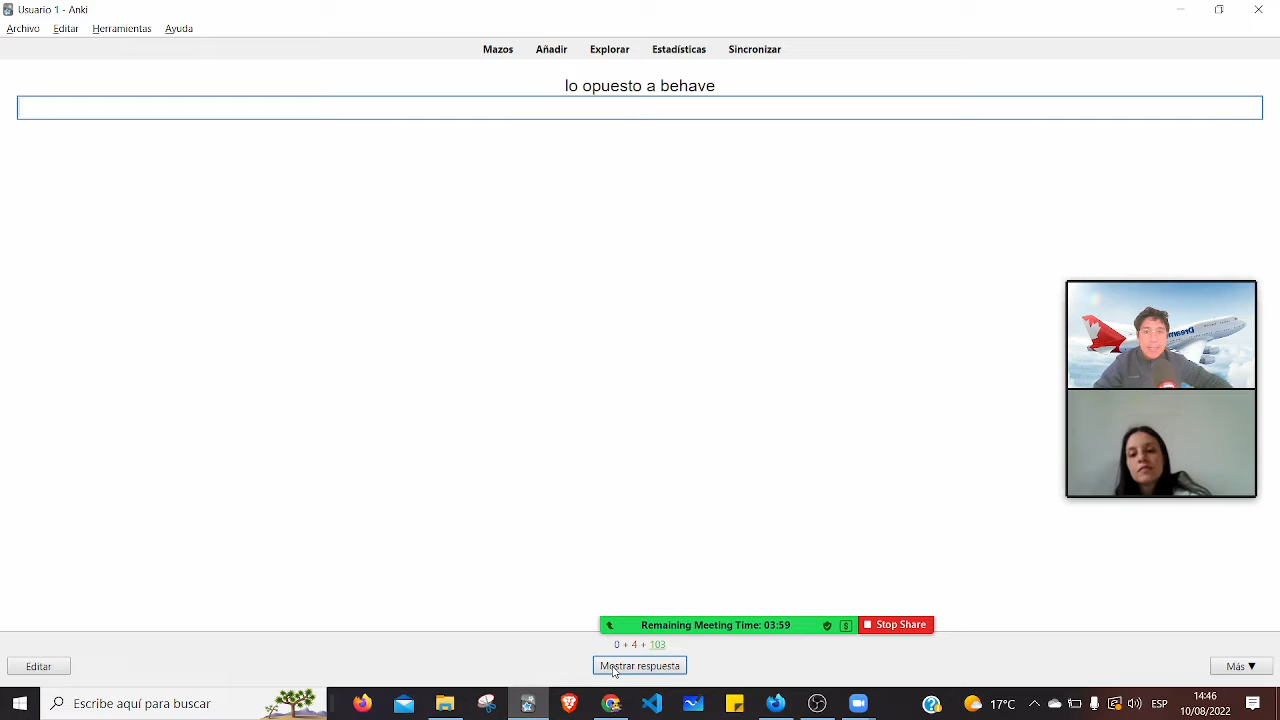 Usuario 1 - Anki
Archivo Editar Herramientas Ayuda
Mazos Añadir Explorar Estadísticas Sincronizar
lo opuesto a behave
Remaining Meeting Time: 03:59 Stop Share
0 + 4 + 103
Editar Mostrar respuesta Más ▼
Escribe aquí para buscar
17°C ESP 14:46
10/08/2022